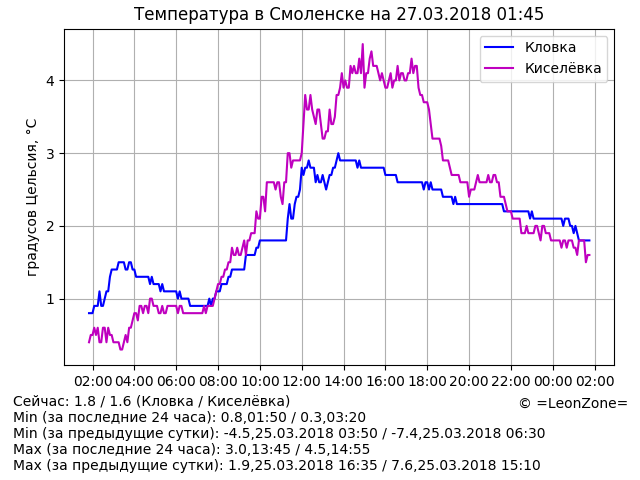 Температура в Смоленске на 27.03.2018 01:45
Кловка
Киселёвка
градусов Цельсия, °C
4
3
2
1
02:00 04:00 06:00 08:00 10:00 12:00 14:00 16:00 18:00 20:00 22:00 00:00 02:00
Сейчас: 1.8 / 1.6 (Кловка / Киселёвка)
© =LeonZone=
Min (за последние 24 часа): 0.8,01:50 / 0.3,03:20
Min (за предыдущие сутки): -4.5,25.03.2018 03:50 / -7.4,25.03.2018 06:30
Max (за последние 24 часа): 3.0,13:45 / 4.5,14:55
Max (за предыдущие сутки): 1.9,25.03.2018 16:35 / 7.6,25.03.2018 15:10